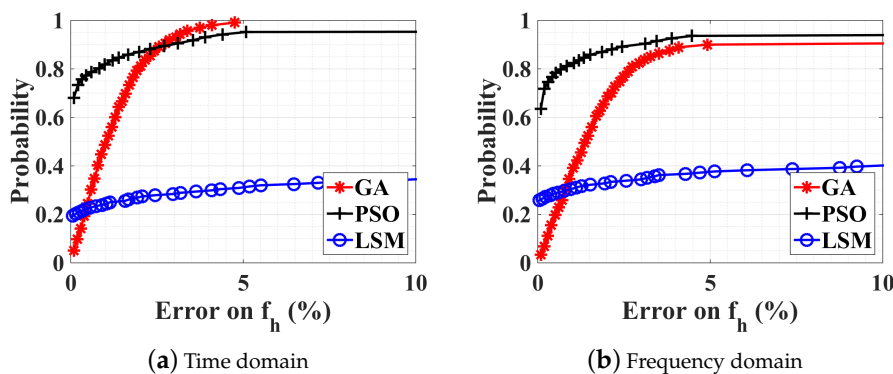 Probability
1
0.8
0.6
0.4
0.2
0
0 5 10
Error on f_h (%)
GA
PSO
LSM
(a) Time domain
Probability
1
0.8
0.6
0.4
0.2
0
0 5 10
Error on f_h (%)
GA
PSO
LSM
(b) Frequency domain